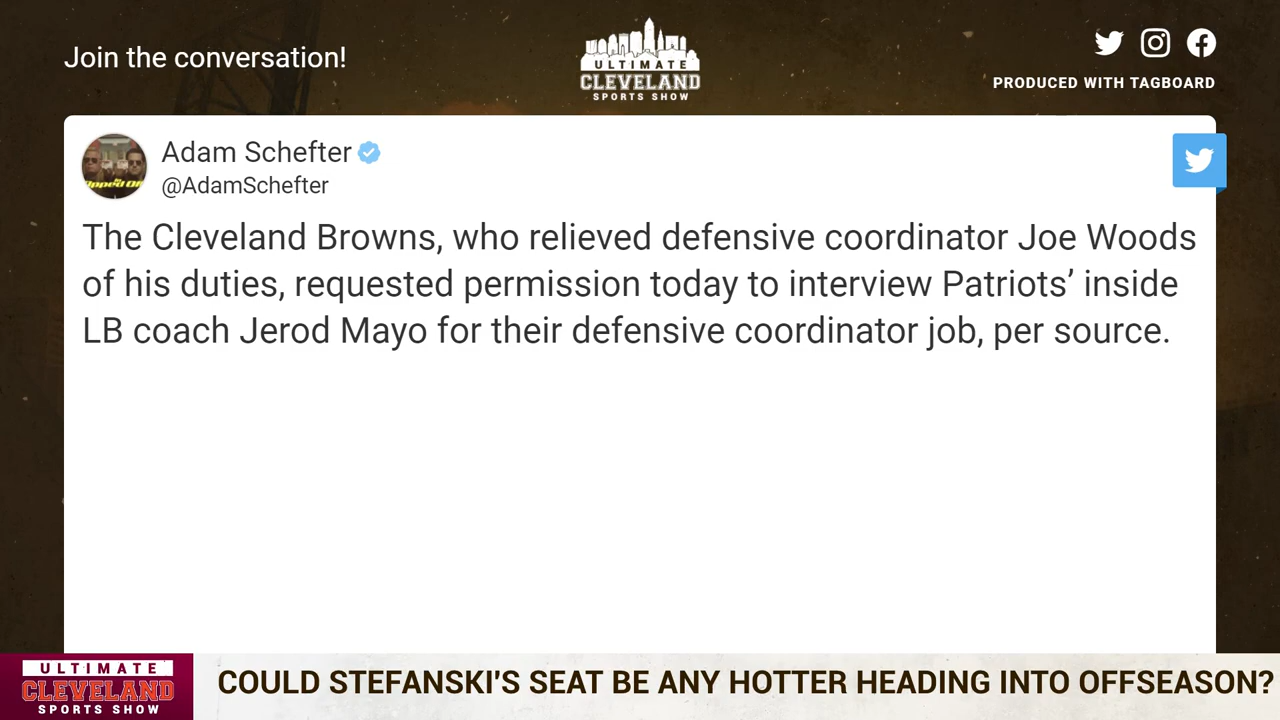 Join the conversation!
ULTIMATE
CLEVELAND
SPORTS SHOW
PRODUCED WITH TAGBOARD
Adam Schefter
@AdamSchefter
The Cleveland Browns, who relieved defensive coordinator Joe Woods
of his duties, requested permission today to interview Patriots’ inside
LB coach Jerod Mayo for their defensive coordinator job, per source.
ULTIMATE
CLEVELAND
SPORTS SHOW
COULD STEFANSKI'S SEAT BE ANY HOTTER HEADING INTO OFFSEASON?